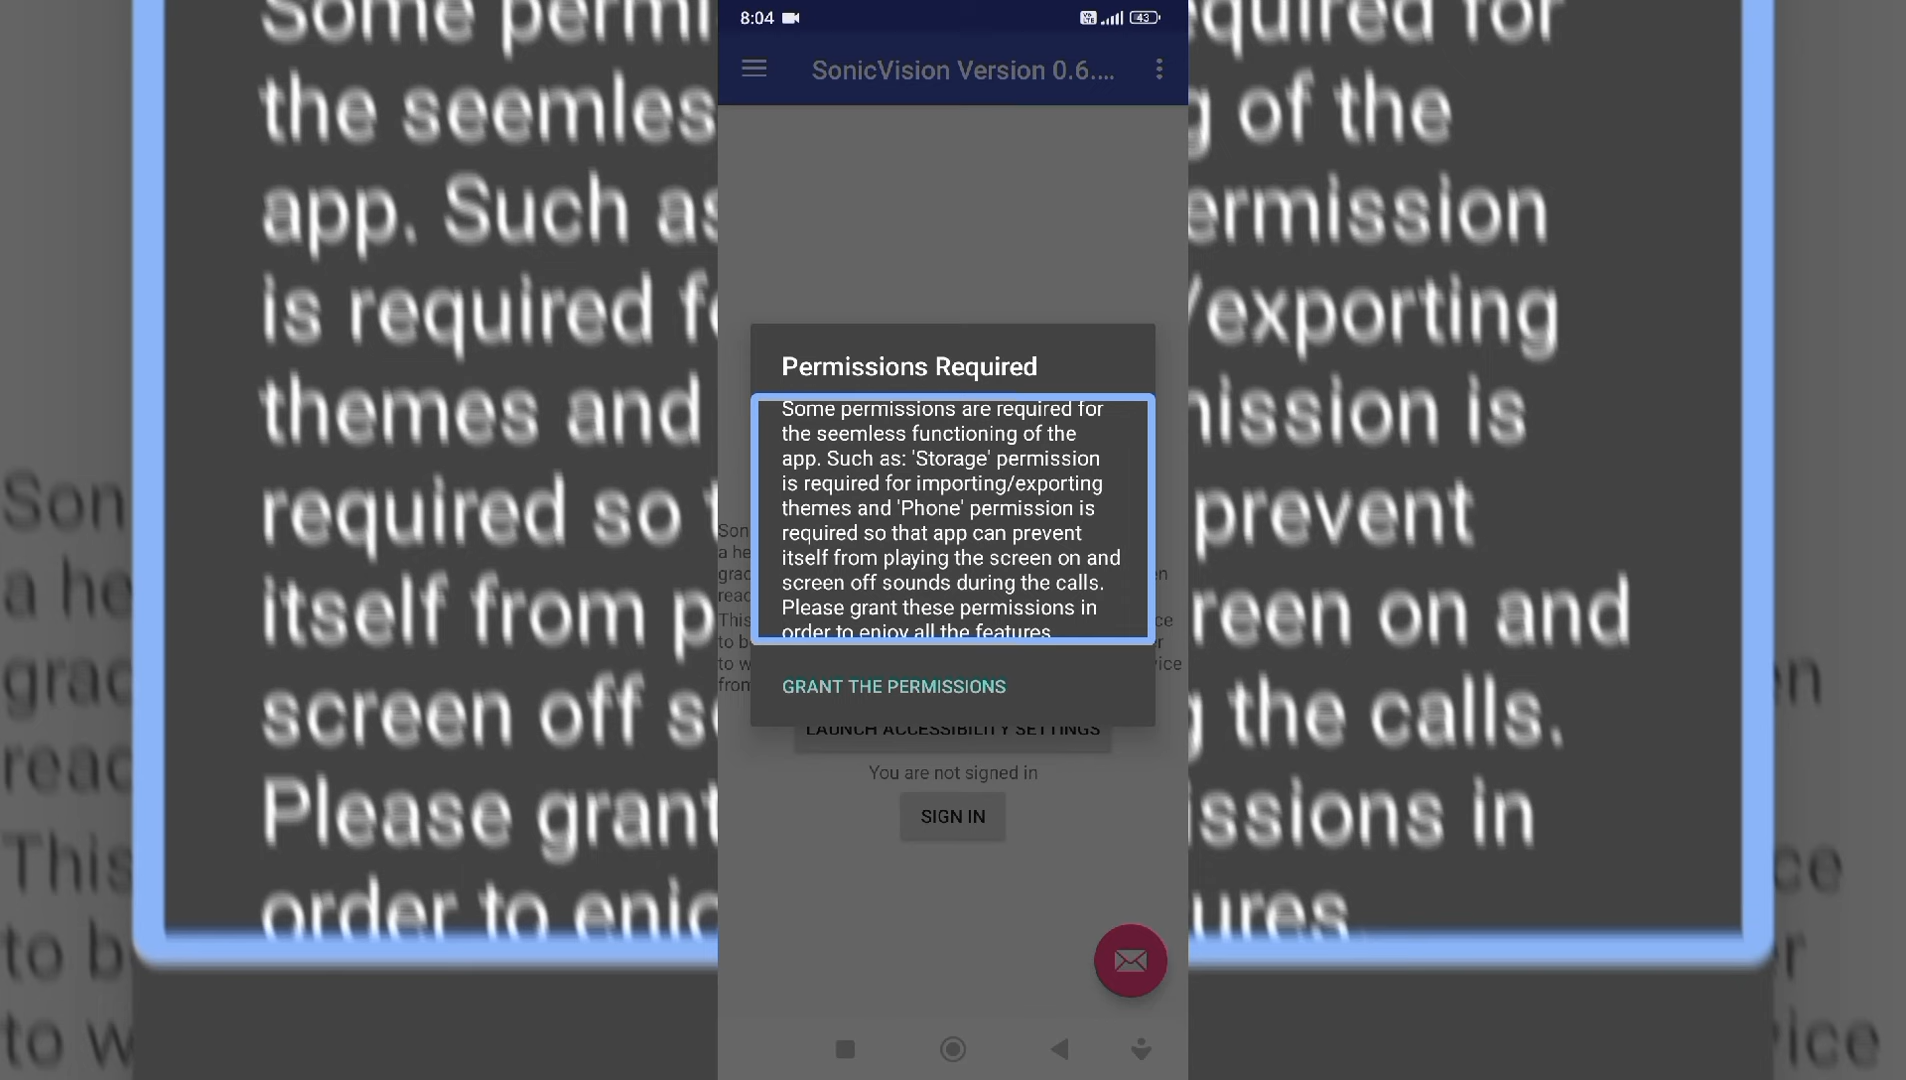 8:04
43
SonicVision Version 0.6....
Permissions Required
Some permissions are required for
the seemless functioning of the
app. Such as: 'Storage' permission
is required for importing/exporting
themes and 'Phone' permission is
required so that app can prevent
itself from playing the screen on and
screen off sounds during the calls.
Please grant these permissions in
order to enjoy all the features
GRANT THE PERMISSIONS
LAUNCH ACCESSIBILITY SETTINGS
You are not signed in
SIGN IN